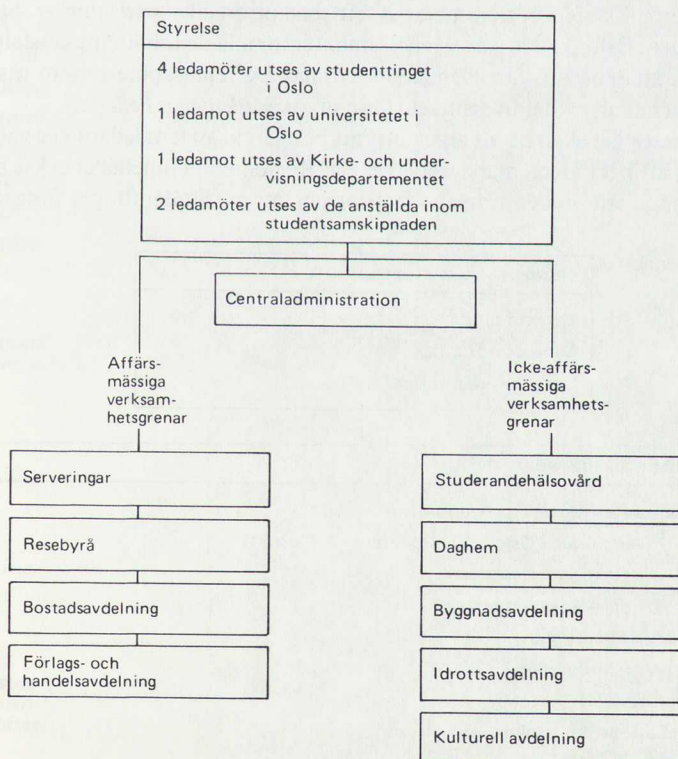 Styrelse
4 ledamöter utses av studenttinget
i Oslo
1 ledamot utses av universitetet i
Oslo
1 ledamot utses av Kirke- och under-
visningsdepartementet
2 ledamöter utses av de anställda inom
studentsamskipnaden
Centraladministration
Affärs-
mässiga
verksam-
hetsgrenar
Serveringar
Resebyrå
Bostadsavdelning
Förlags- och
handelsavdelning
Icke-affärs-
mässiga
verksamhets-
grenar
Studerandehälsovård
Daghem
Byggnadsavdelning
Idrottsavdelning
Kulturell avdelning